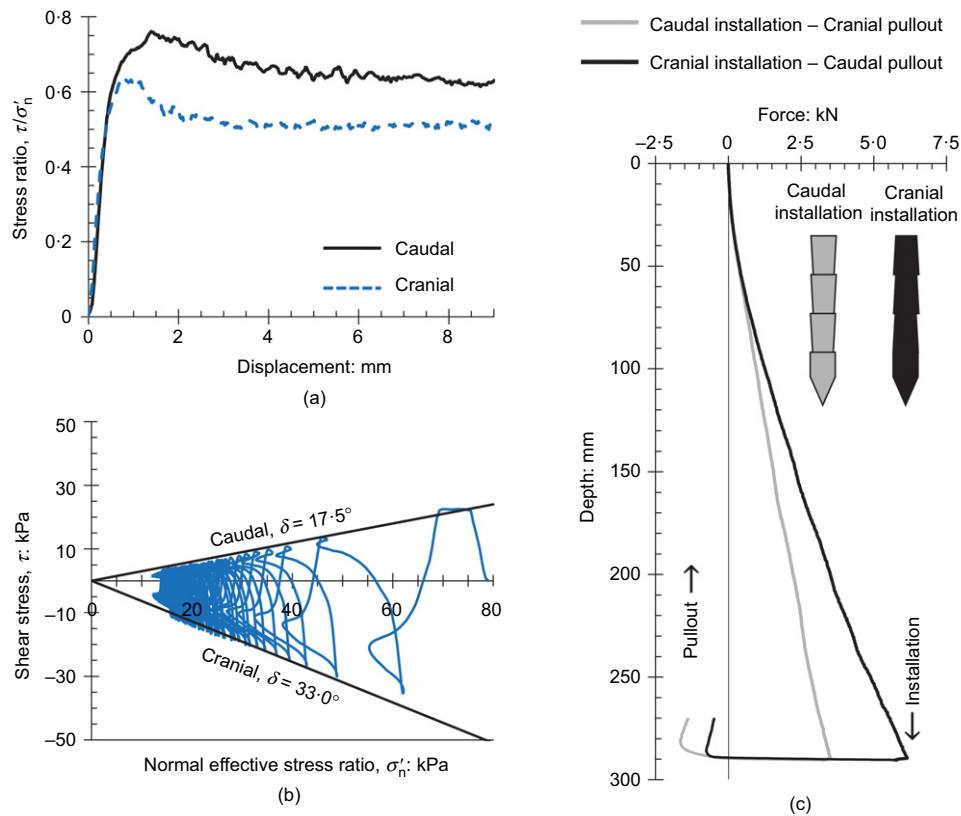 0·8
0·6
0·4
0·2
0
Stress ratio, τ/σ′n
Caudal
Cranial
0
2
4
6
8
Displacement: mm
(a)
50
30
10
–10
–30
–50
Shear stress, τ: kPa
Caudal, δ = 17·5°
0
20
40
60
80
Cranial, δ = 33·0°
Normal effective stress ratio, σ′n: kPa
(b)
Caudal installation – Cranial pullout
Cranial installation – Caudal pullout
Force: kN
–2·5
0
2·5
5·0
7·5
0
50
100
150
200
250
300
Depth: mm
Caudal
installation
Cranial
installation
Pullout
Installation
(c)